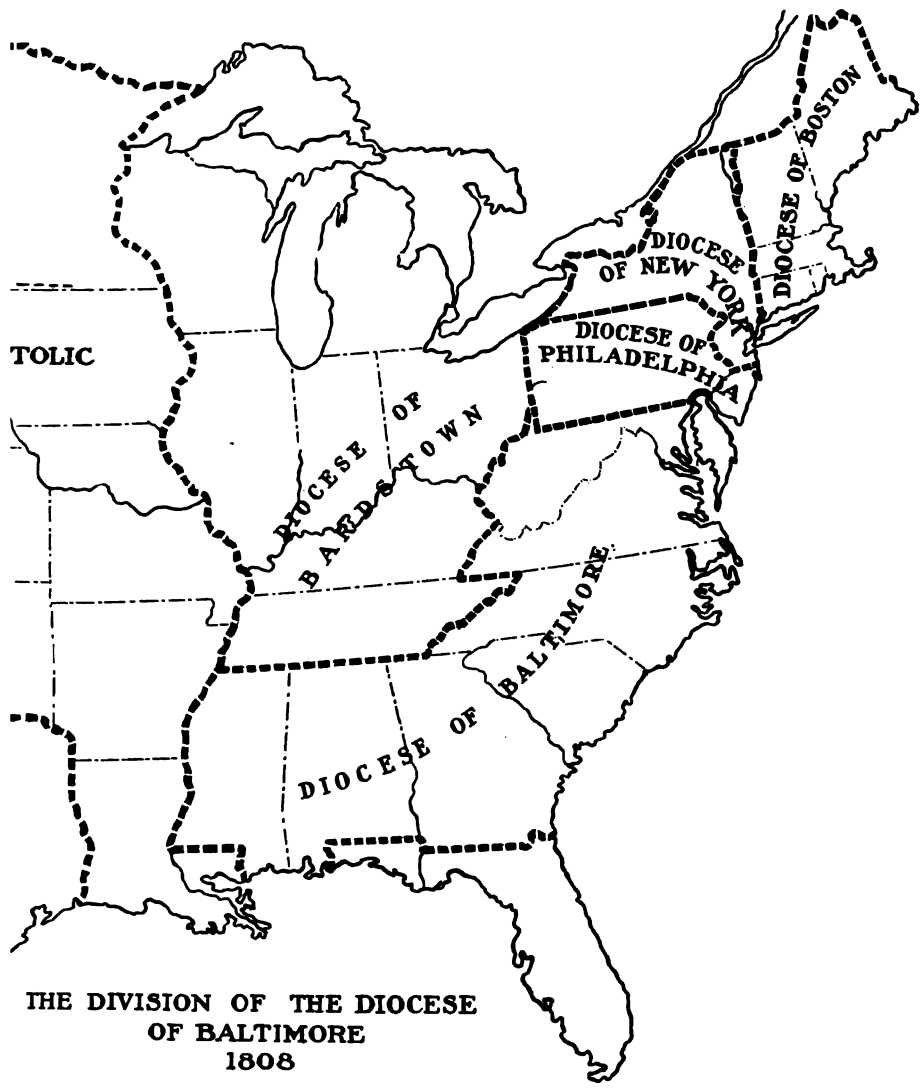 DIOCESE OF BOSTON
DIOCESE
OF NEW YORK
TOLIC
DIOCESE OF
PHILADELPHIA
DIOCESE OF
BARDSTOWN
DIOCESE OF BALTIMORE
THE DIVISION OF THE DIOCESE
OF BALTIMORE
1808